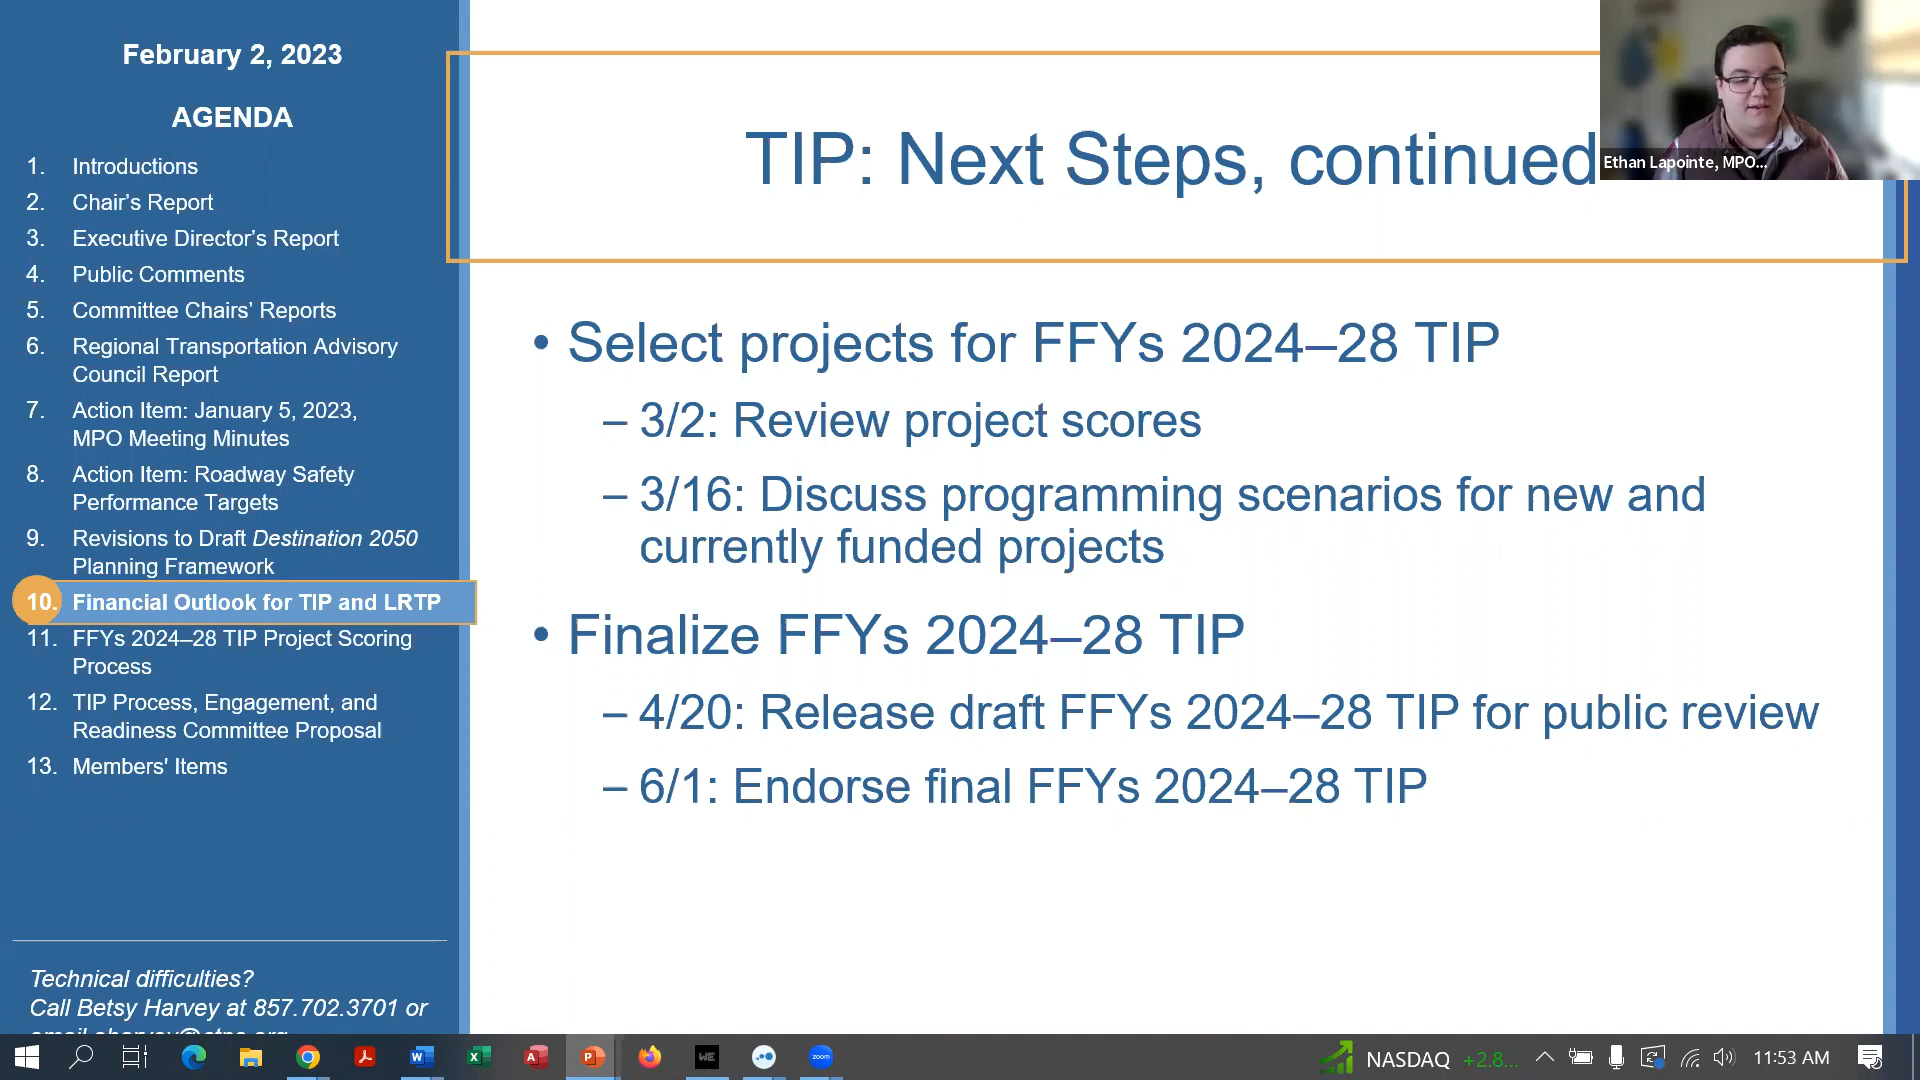 February 2, 2023
AGENDA
1. Introductions
2. Chair’s Report
3. Executive Director’s Report
4. Public Comments
5. Committee Chairs’ Reports
6. Regional Transportation Advisory
Council Report
7. Action Item: January 5, 2023,
MPO Meeting Minutes
8. Action Item: Roadway Safety
Performance Targets
9. Revisions to Draft Destination 2050
Planning Framework
10. Financial Outlook for TIP and LRTP
11. FFYs 2024–28 TIP Project Scoring
Process
12. TIP Process, Engagement, and
Readiness Committee Proposal
13. Members' Items
Technical difficulties?
Call Betsy Harvey at 857.702.3701 or
TIP: Next Steps, continued
Ethan Lapointe, MPO...
• Select projects for FFYs 2024–28 TIP
– 3/2: Review project scores
– 3/16: Discuss programming scenarios for new and
currently funded projects
• Finalize FFYs 2024–28 TIP
– 4/20: Release draft FFYs 2024–28 TIP for public review
– 6/1: Endorse final FFYs 2024–28 TIP
WE
zoom
NASDAQ +2.8...
11:53 AM